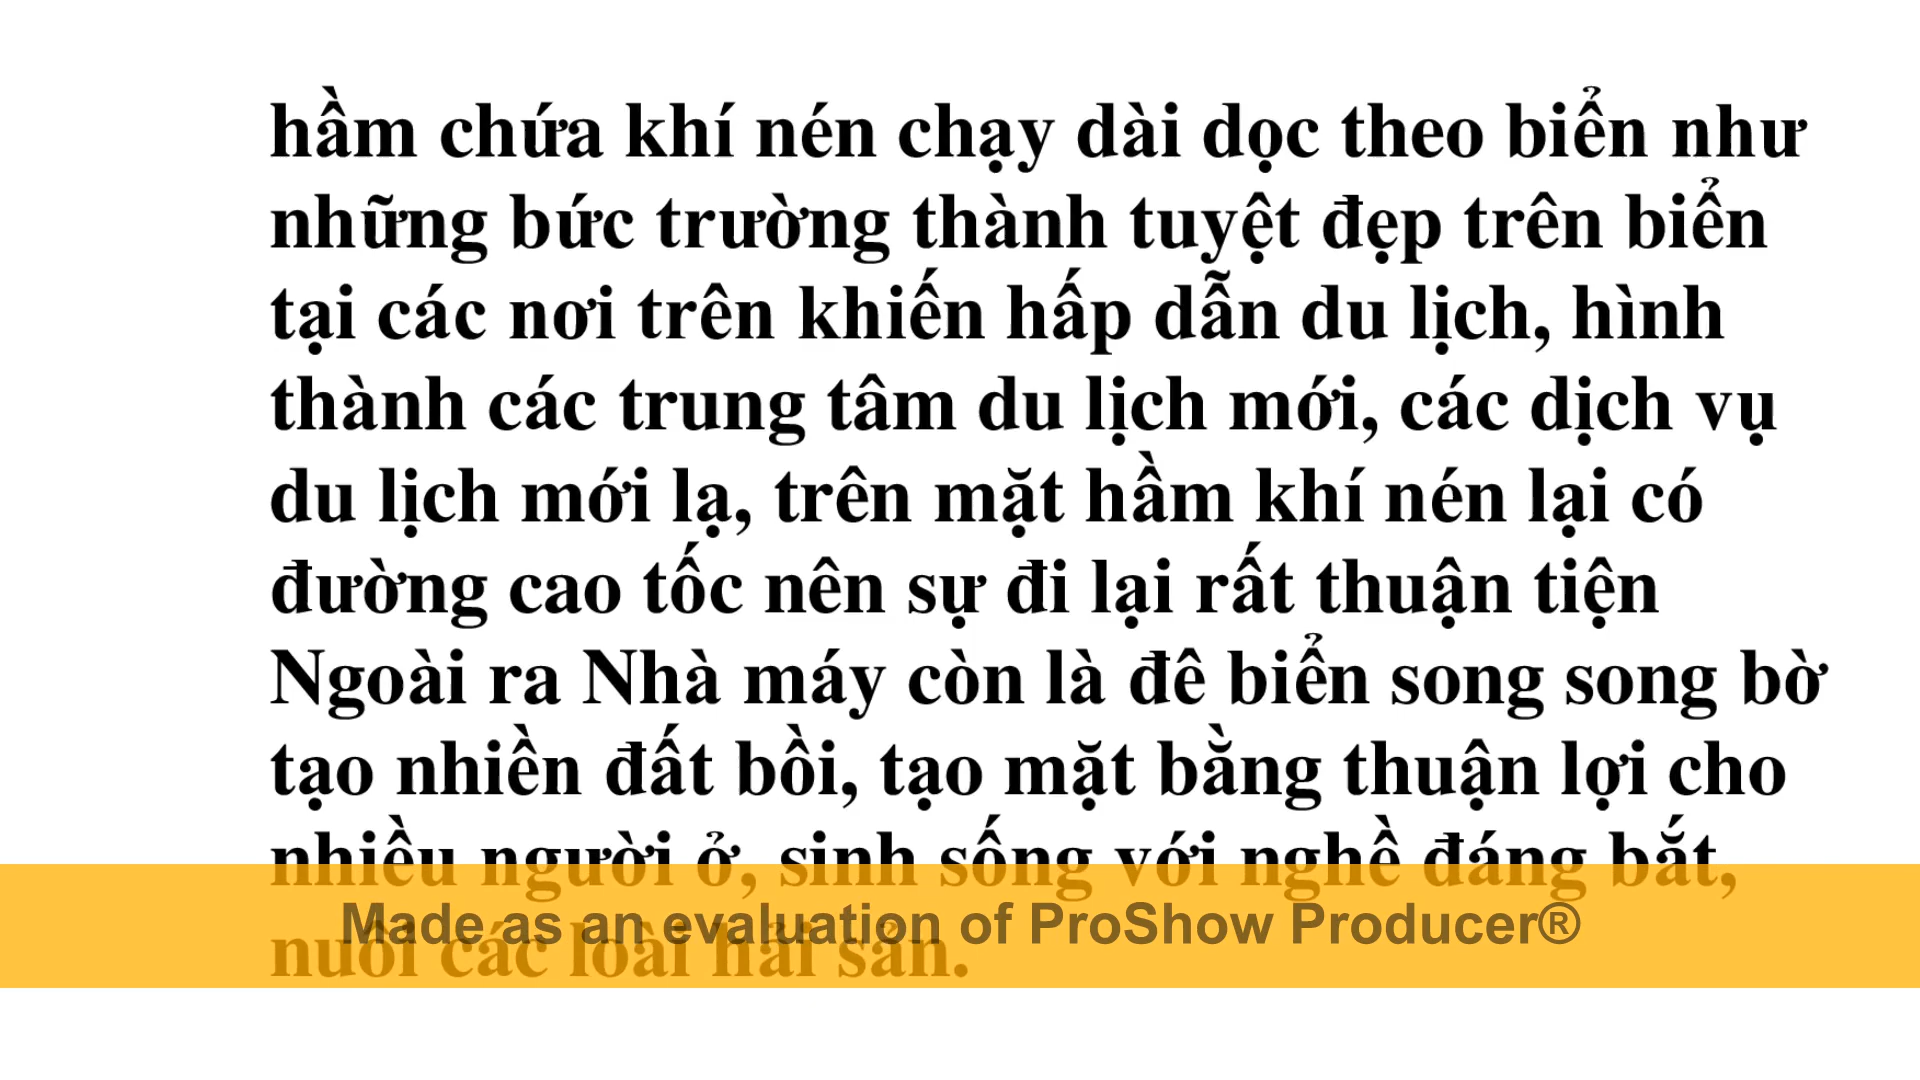 hầm chứa khí nén chạy dài dọc theo biển như
những bức trường thành tuyệt đẹp trên biển
tại các nơi trên khiến hấp dẫn du lịch, hình
thành các trung tâm du lịch mới, các dịch vụ
du lịch mới lạ, trên mặt hầm khí nén lại có
đường cao tốc nên sự đi lại rất thuận tiện
Ngoài ra Nhà máy còn là đê biển song song bờ
tạo nhiền đất bồi, tạo mặt bằng thuận lợi cho
nhiều người ở, sinh sống với nghề đáng bắt,
Made as an evaluation of ProShow Producer®
nuôi các loài hải sản.